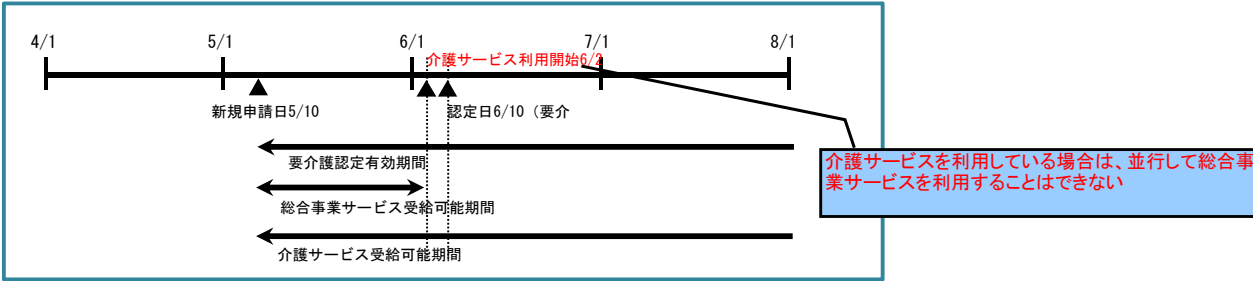 4/1
5/1
6/1
7/1
8/1
介護サービス利用開始6/2
新規申請日5/10
認定日6/10（要介
要介護認定有効期間
総合事業サービス受給可能期間
介護サービス受給可能期間
介護サービスを利用している場合は、並行して総合事
業サービスを利用することはできない